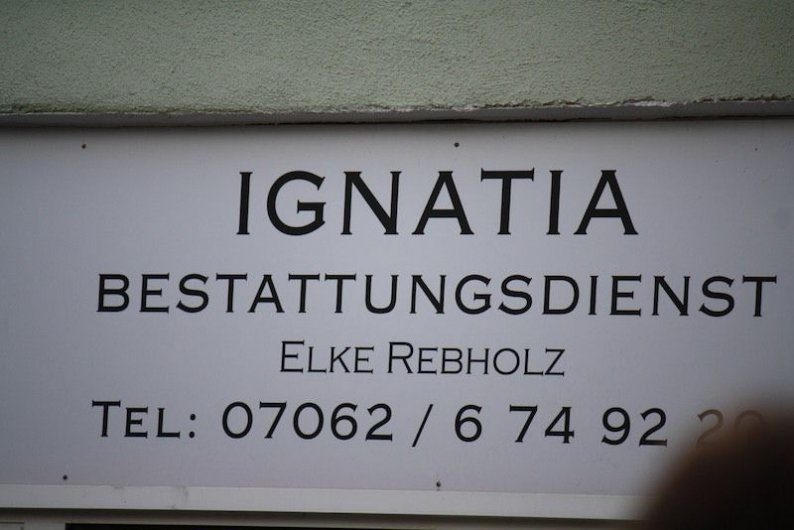 IGNATIA
BESTATTUNGSDIENST
ELKE REBHOLZ
TEL: 07062 / 6 74 92